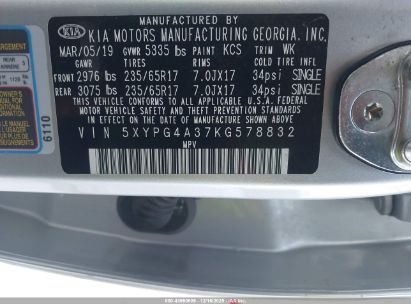 KIA KIA MOTORS MANUFACTURING GEORGIA, INC.
MAR/05/19 GVWR 5335 lbs PAINT KCS TRIM WK
GAWR TIRES RIMS COLD TIRE INFL
FRONT 2976 lbs 235/65R17 7.0JX17 34psi SINGLE
REAR 3075 lbs 235/65R17 7.0JX17 34psi SINGLE
THIS VEHICLE CONFORMS TO ALL APPLICABLE FEDERAL MOTOR
VEHICLE SAFETY, BUMPER, AND THEFT PREVENTION STANDARDS
IN EFFECT ON THE DATE OF MANUFACTURE SHOWN ABOVE.
VIN 5XYPG4A37KG578832
MPV
6110